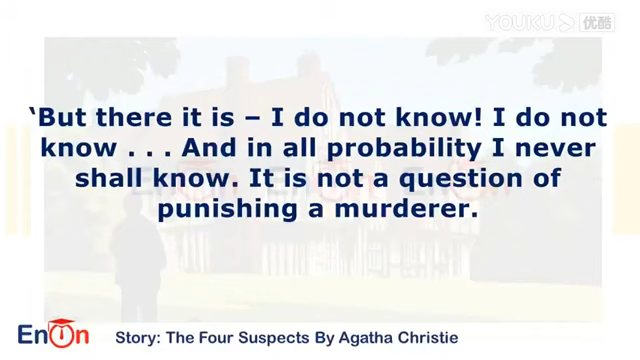 YOUKU 优酷
‘But there it is – I do not know! I do not
know . . . And in all probability I never
shall know. It is not a question of
punishing a murderer.
EnOn
Story: The Four Suspects By Agatha Christie